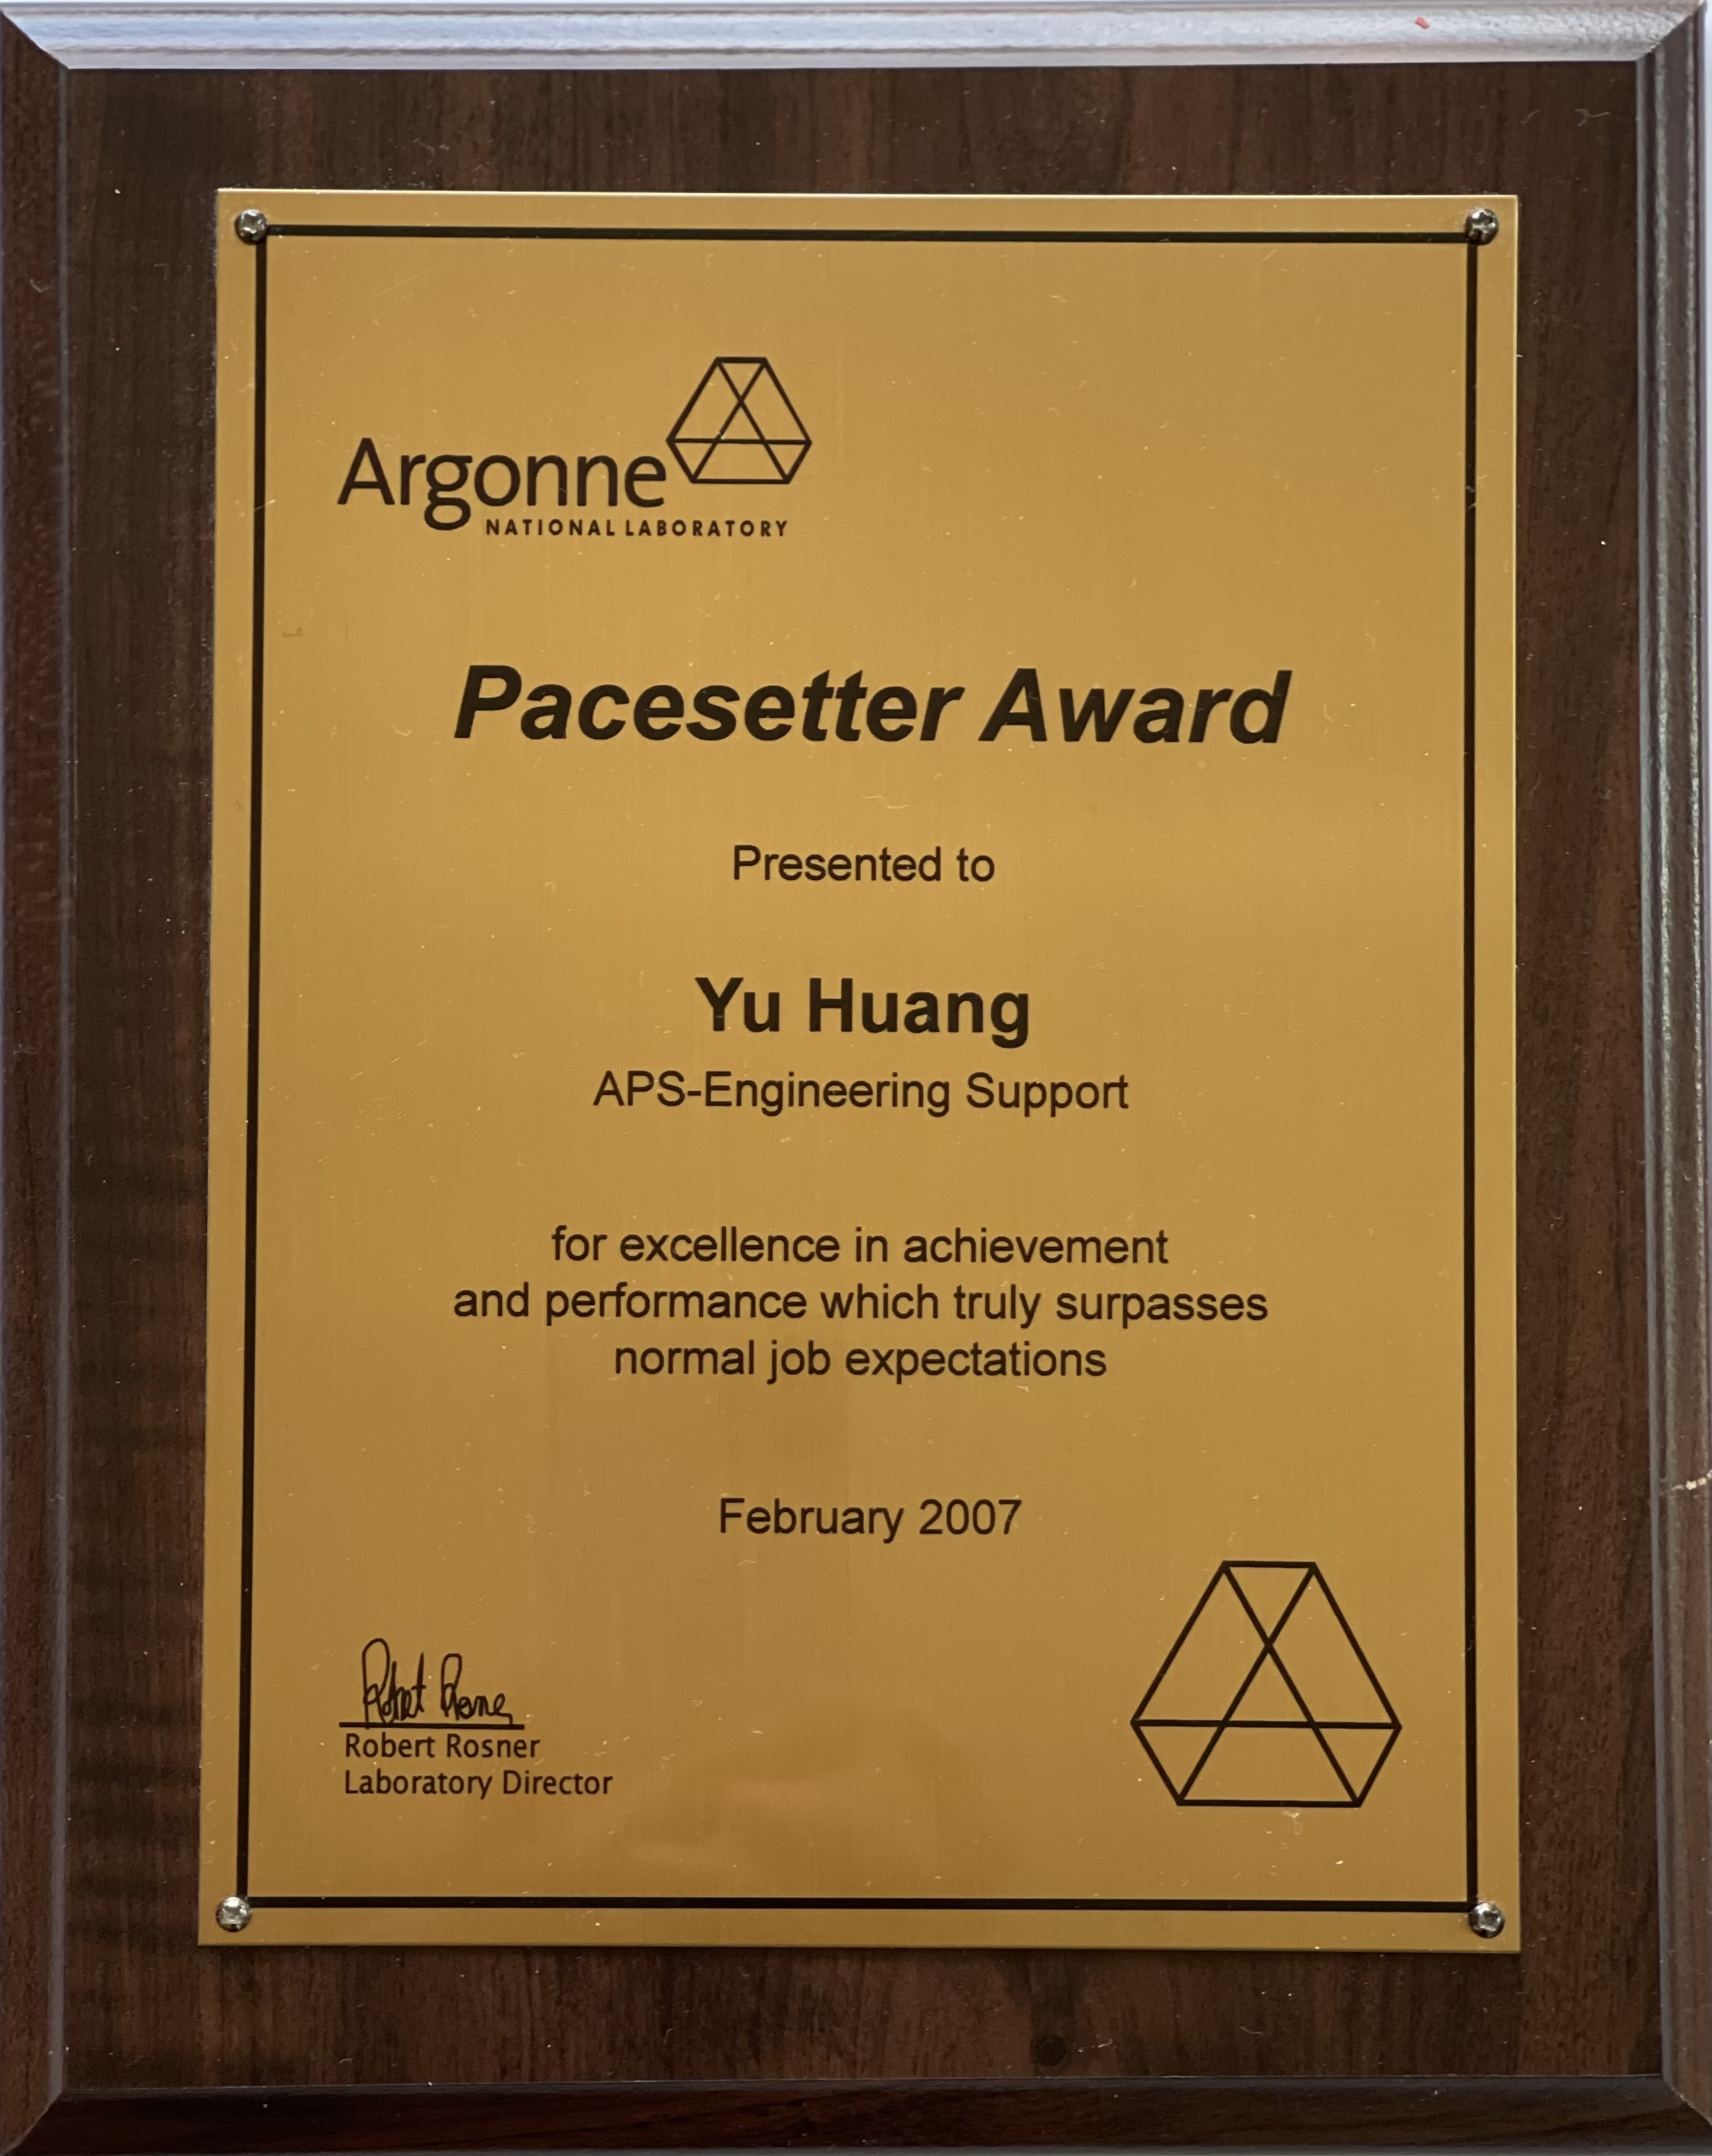 Argonne
NATIONAL LABORATORY
Pacesetter Award
Presented to
Yu Huang
APS-Engineering Support
for excellence in achievement
and performance which truly surpasses
normal job expectations
February 2007
Robert Rosner
Robert Rosner
Laboratory Director